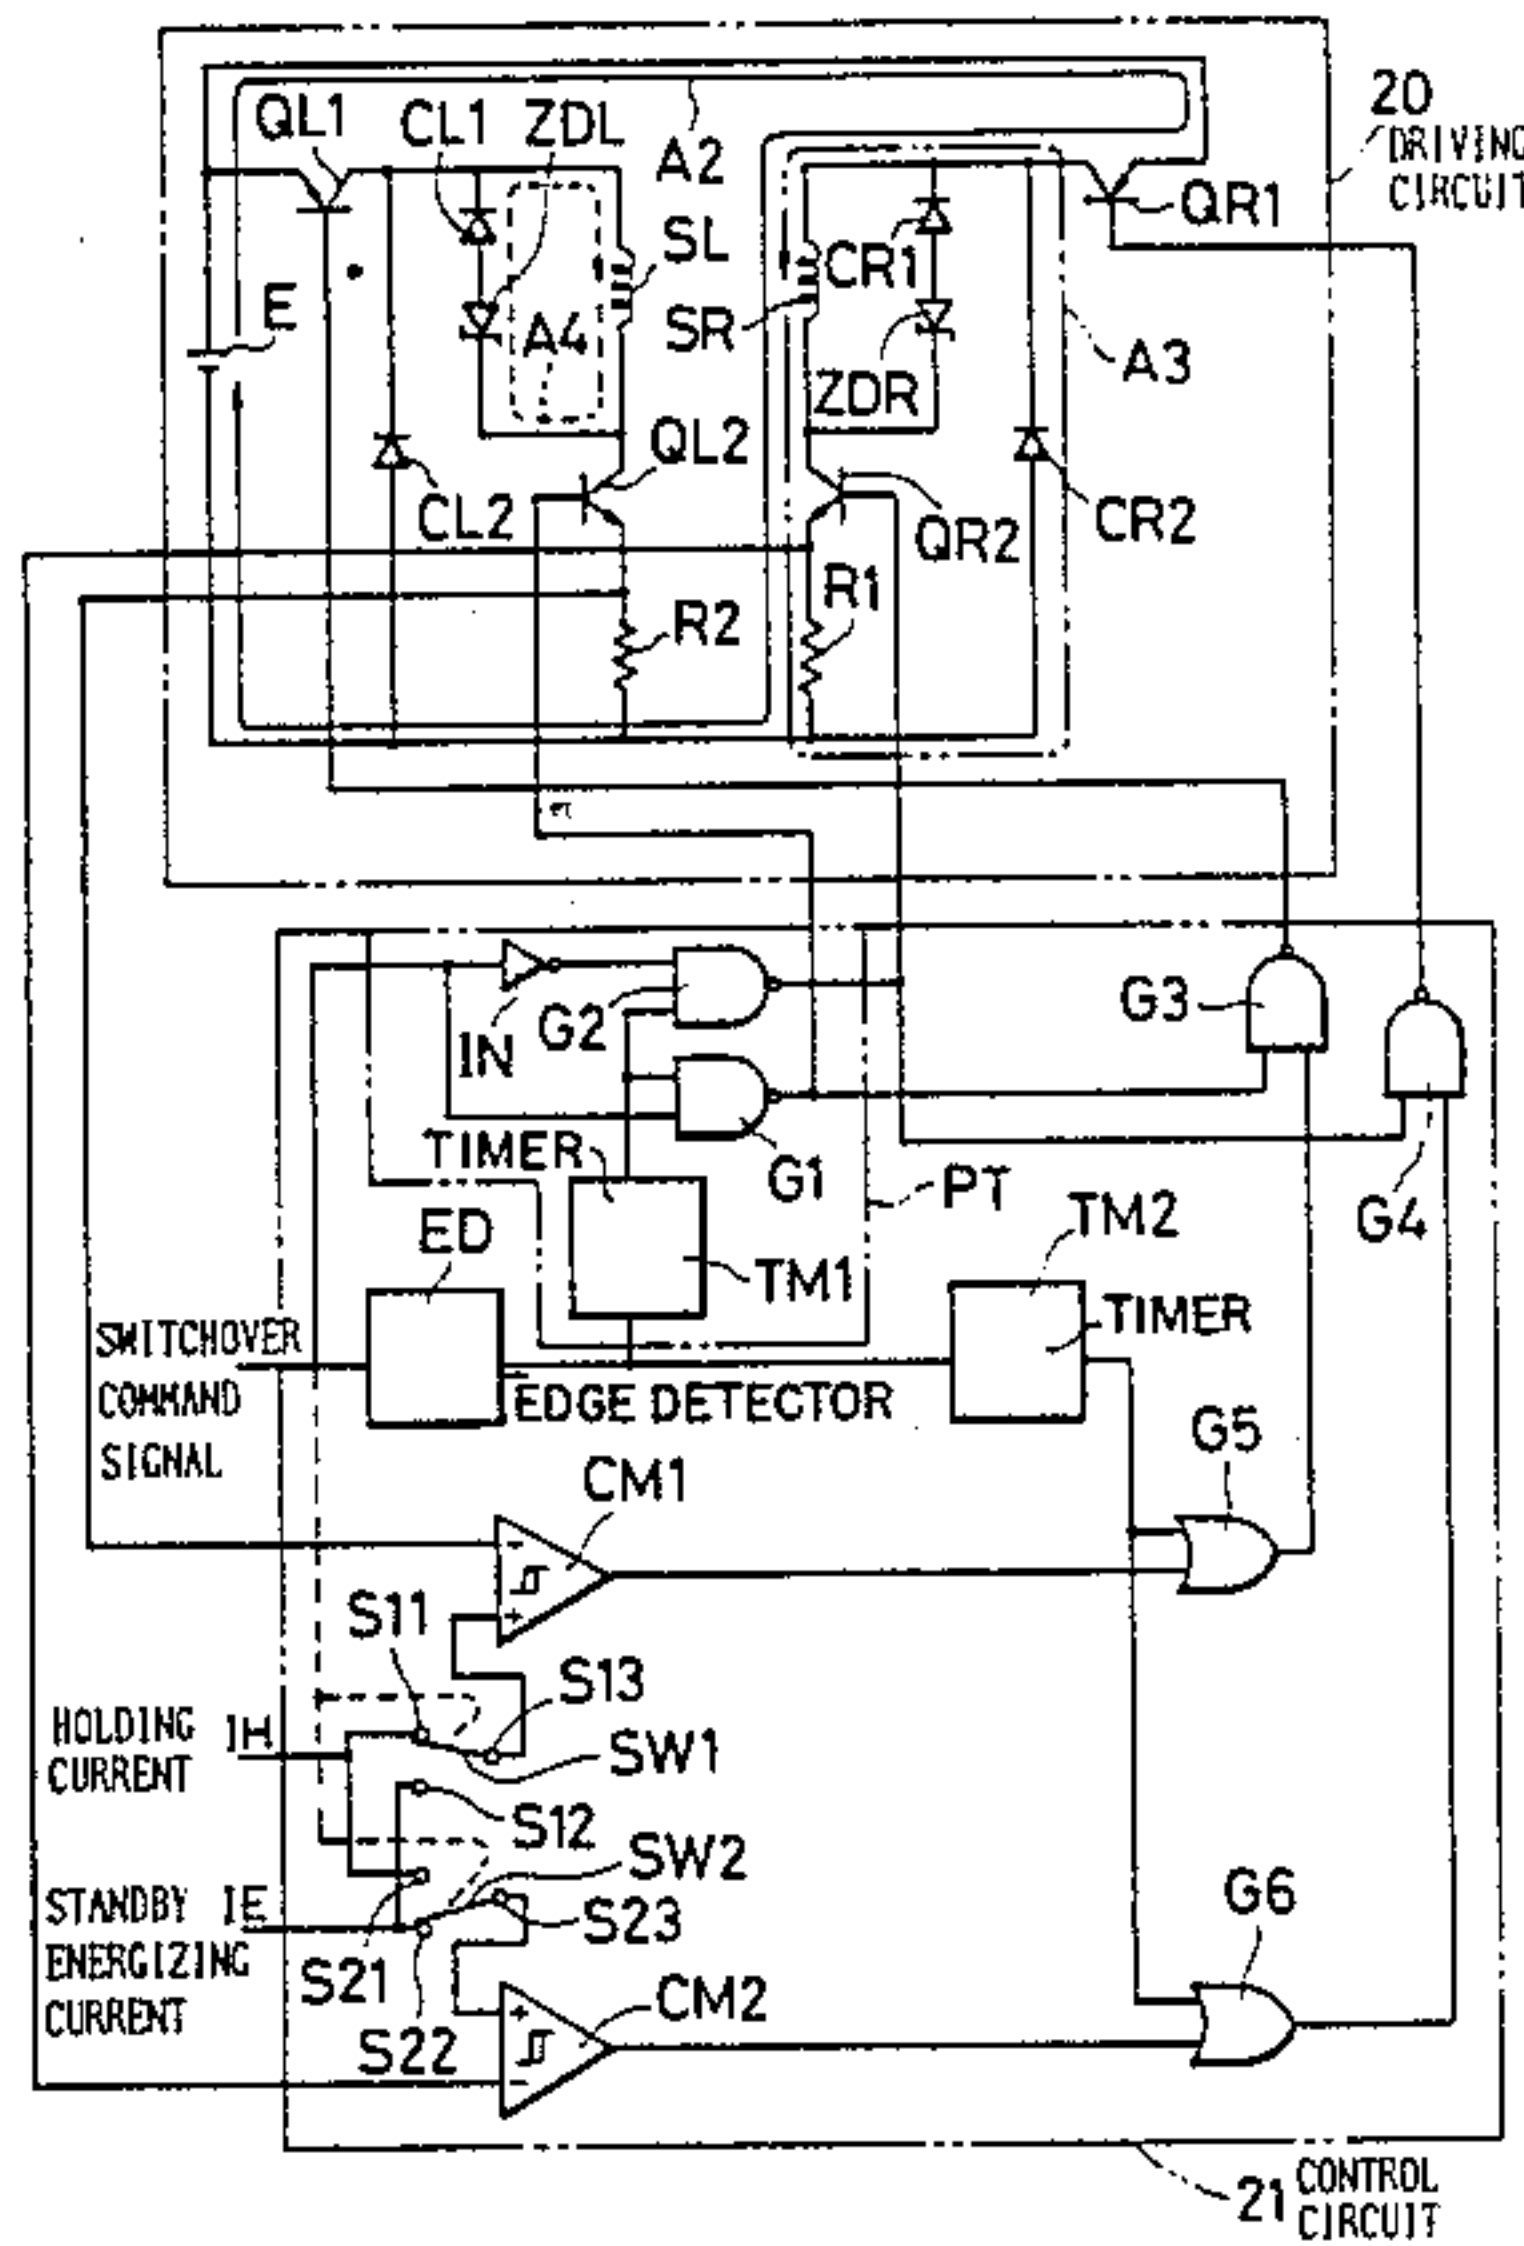 20
DRIVING
CIRCUIT
QL1
CL1
ZDL
A2
QR1
SL
CR1
E
A4
SR
A3
ZDR
QL2
CL2
QR2
CR2
R2
R1
G3
G2
IN
TIMER
G1
PT
G4
ED
TM2
TM1
TIMER
SWITCHOVER
COMMAND
SIGNAL
EDGE DETECTOR
G5
CM1
-
+
S11
S13
HOLDING
CURRENT
IH
SW1
S12
SW2
STANDBY
ENERGIZING
CURRENT
IE
S23
G6
S21
S22
CM2
+
-
21
CONTROL
CIRCUIT